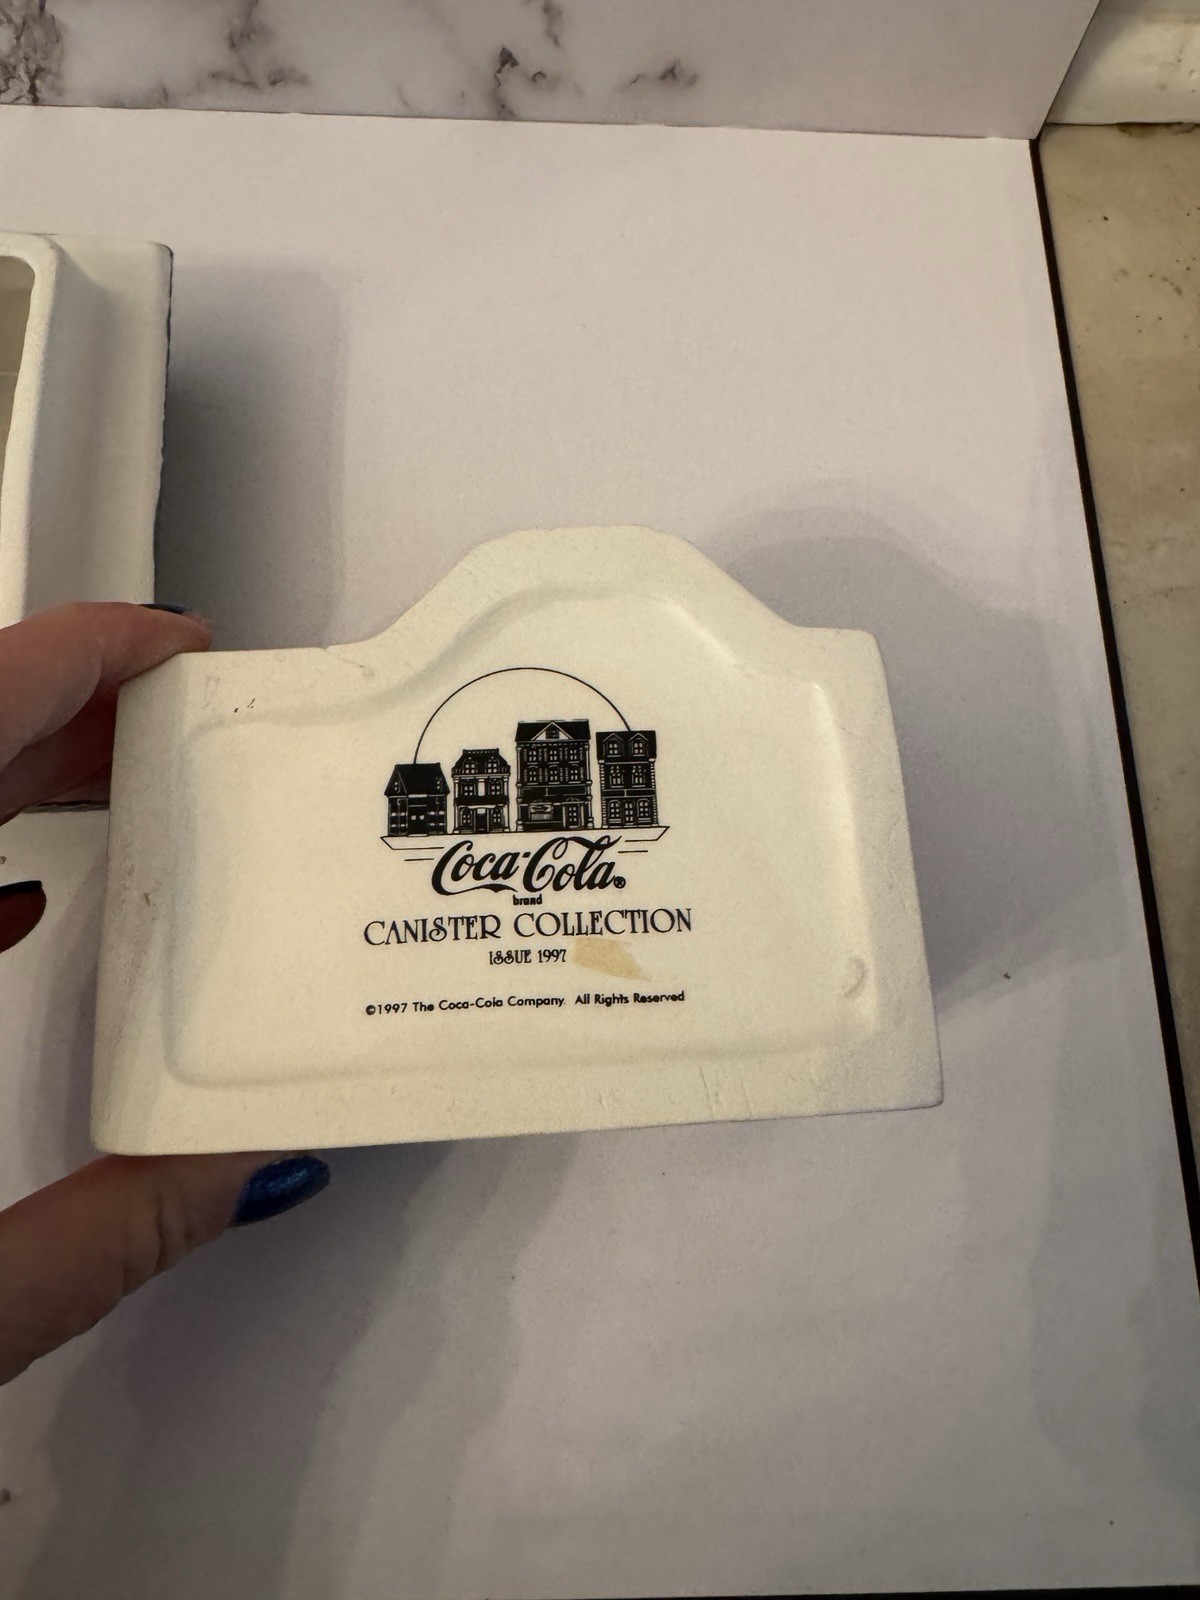 Coca-Cola®
brand
CANISTER COLLECTION
ISSUE 1997
©1997 The Coca-Cola Company. All Rights Reserved